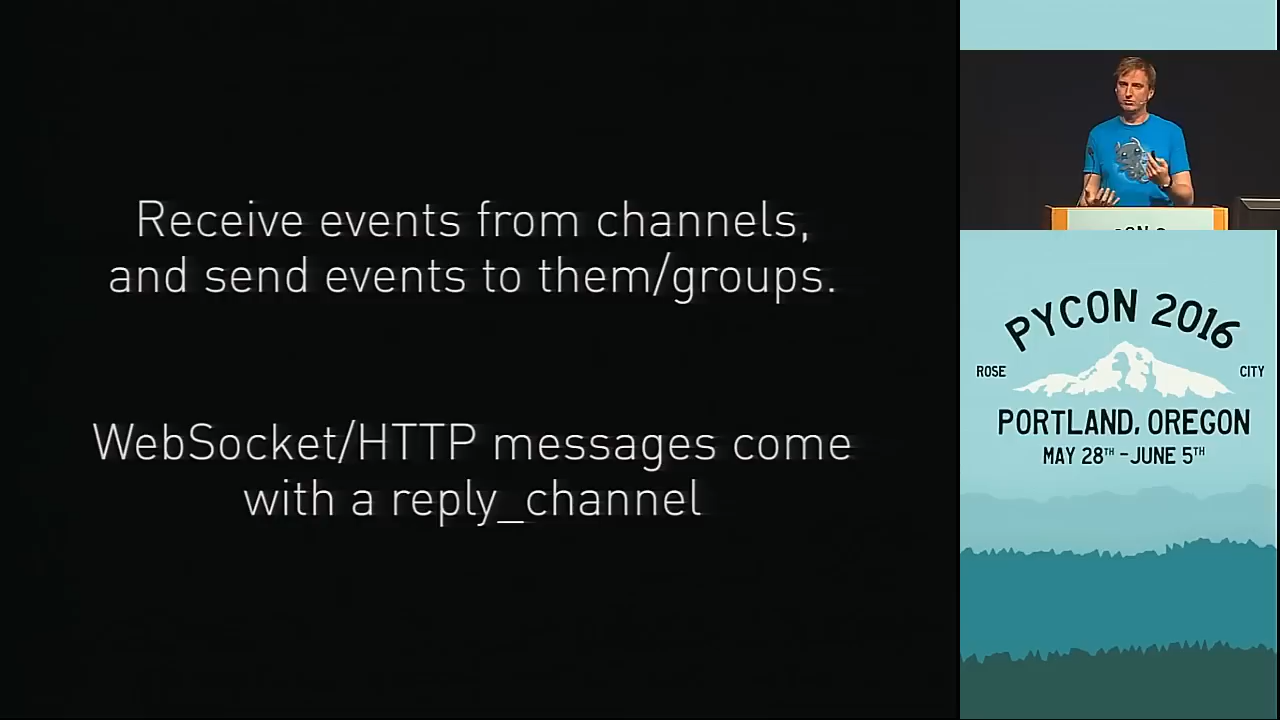 Receive events from channels,
and send events to them/groups.
WebSocket/HTTP messages come
with a reply_channel
PYCON 2016
ROSE CITY
PORTLAND, OREGON
MAY 28TH - JUNE 5TH